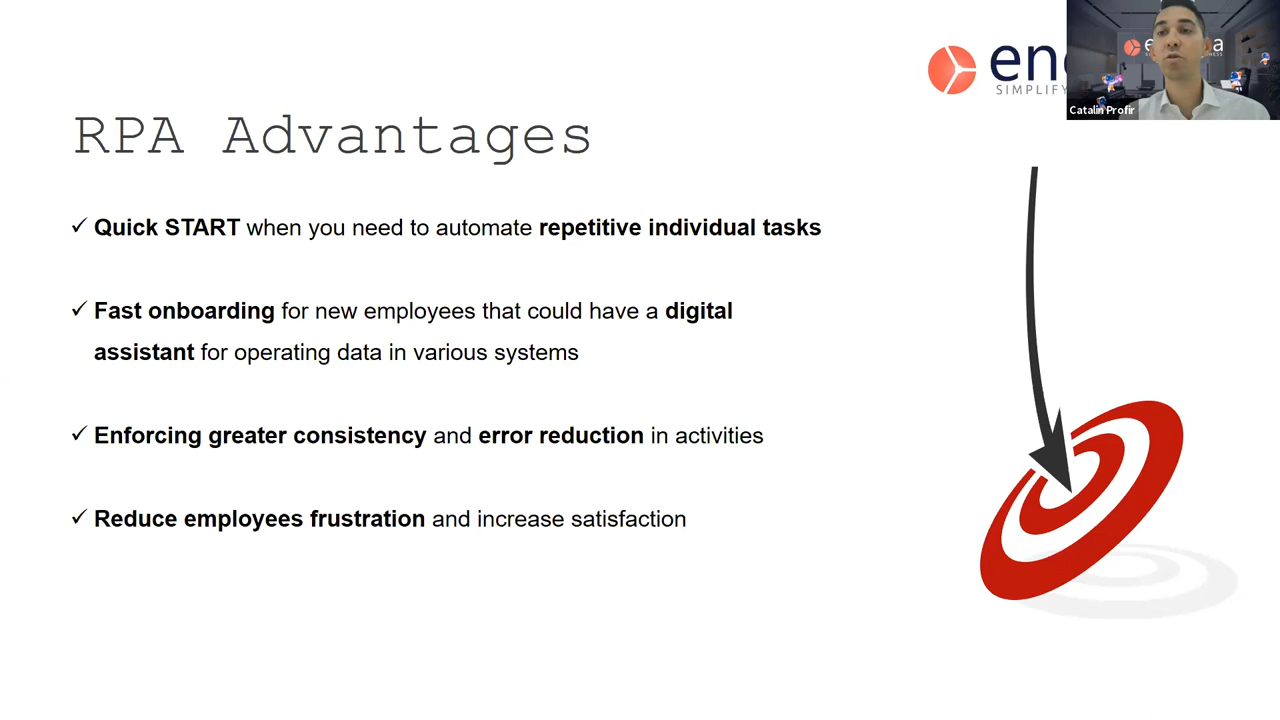 RPA Advantages
✓ Quick START when you need to automate repetitive individual tasks
✓ Fast onboarding for new employees that could have a digital
assistant for operating data in various systems
✓ Enforcing greater consistency and error reduction in activities
✓ Reduce employees frustration and increase satisfaction
SIMPLIFY
Catalin Profir